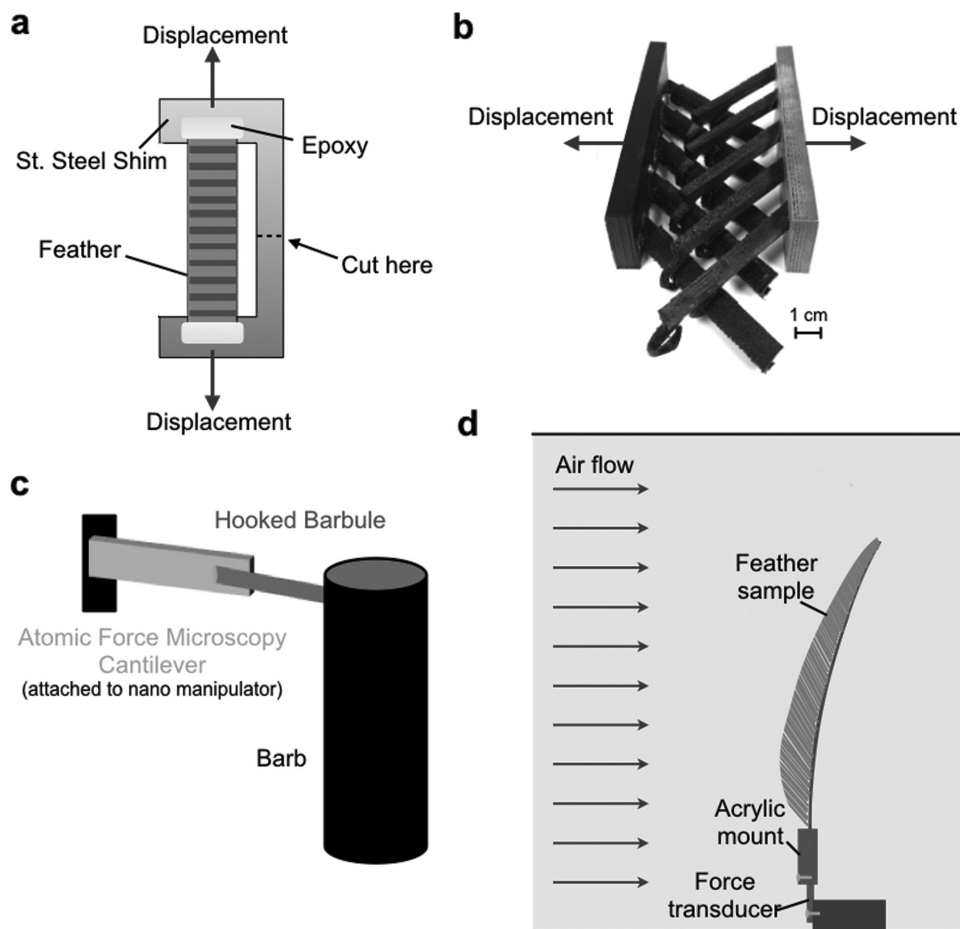 a
Displacement
St. Steel Shim
Epoxy
Feather
Cut here
Displacement
b
Displacement
Displacement
1 cm
c
Hooked Barbule
Atomic Force Microscopy
Cantilever
(attached to nano manipulator)
Barb
d
Air flow
Feather
sample
Acrylic
mount
Force
transducer